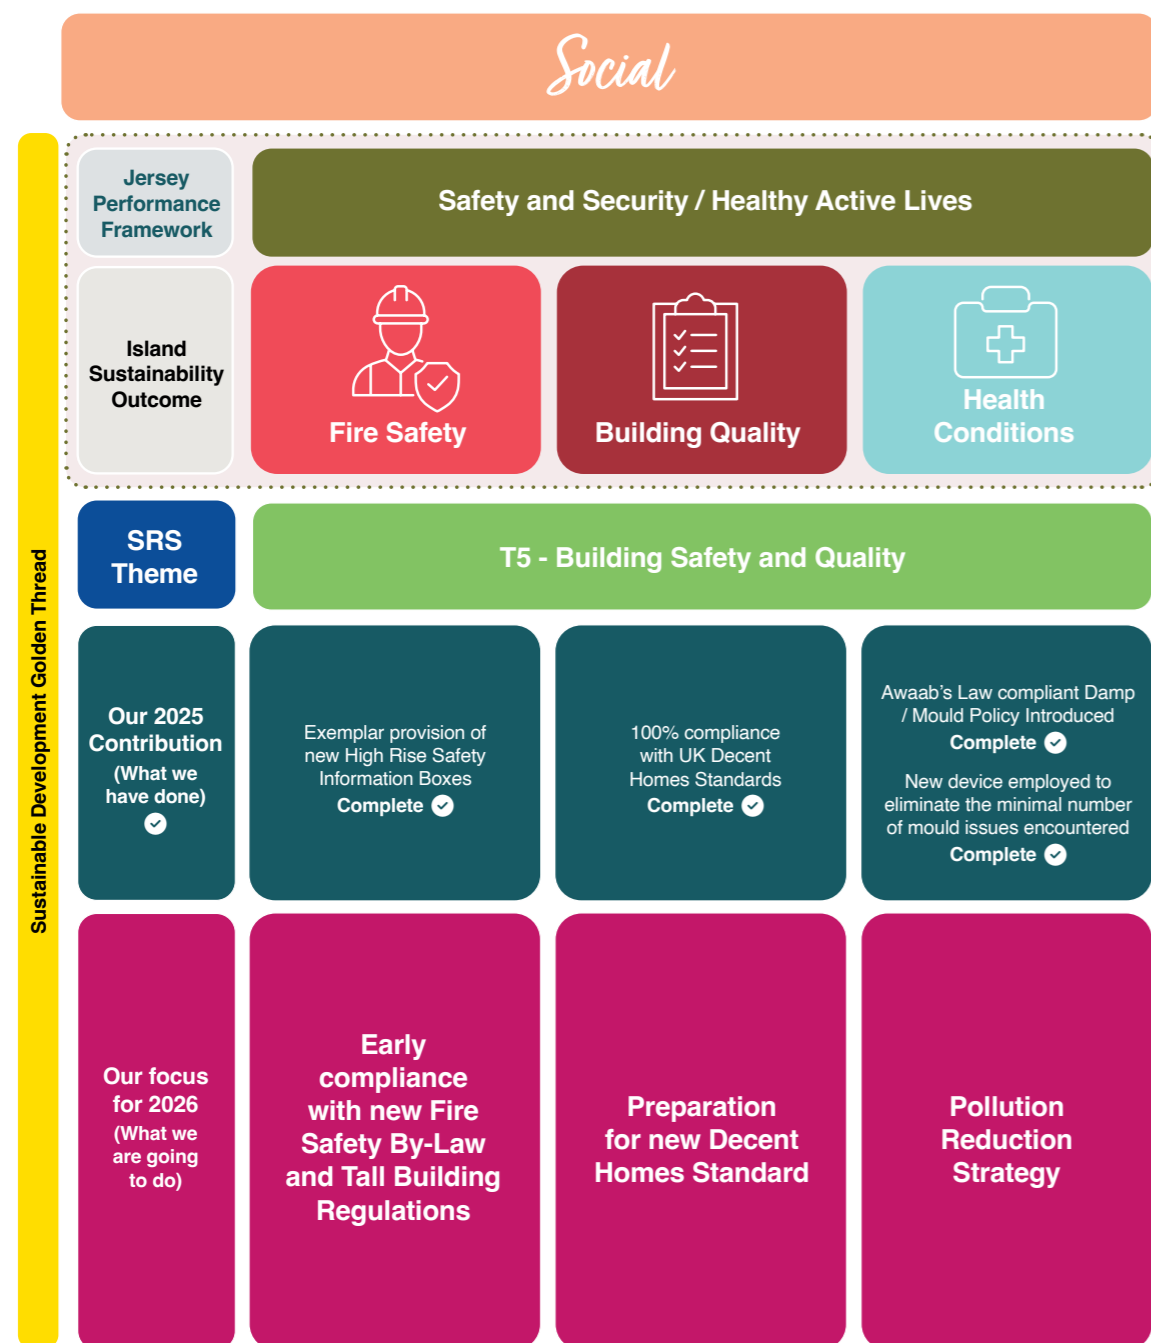 Social
Sustainable Development Golden Thread
Jersey
Performance
Framework
Safety and Security / Healthy Active Lives
Island
Sustainability
Outcome
Fire Safety
Building Quality
Health
Conditions
SRS
Theme
T5 - Building Safety and Quality
Our 2025
Contribution
(What we
have done)
Exemplar provision of
new High Rise Safety
Information Boxes
Complete
100% compliance
with UK Decent
Homes Standards
Complete
Awaab's Law compliant Damp
/ Mould Policy Introduced
Complete
New device employed to
eliminate the minimal number
of mould issues encountered
Complete
Our focus
for 2026
(What we
are going
to do)
Early
compliance
with new Fire
Safety By-Law
and Tall Building
Regulations
Preparation
for new Decent
Homes Standard
Pollution
Reduction
Strategy